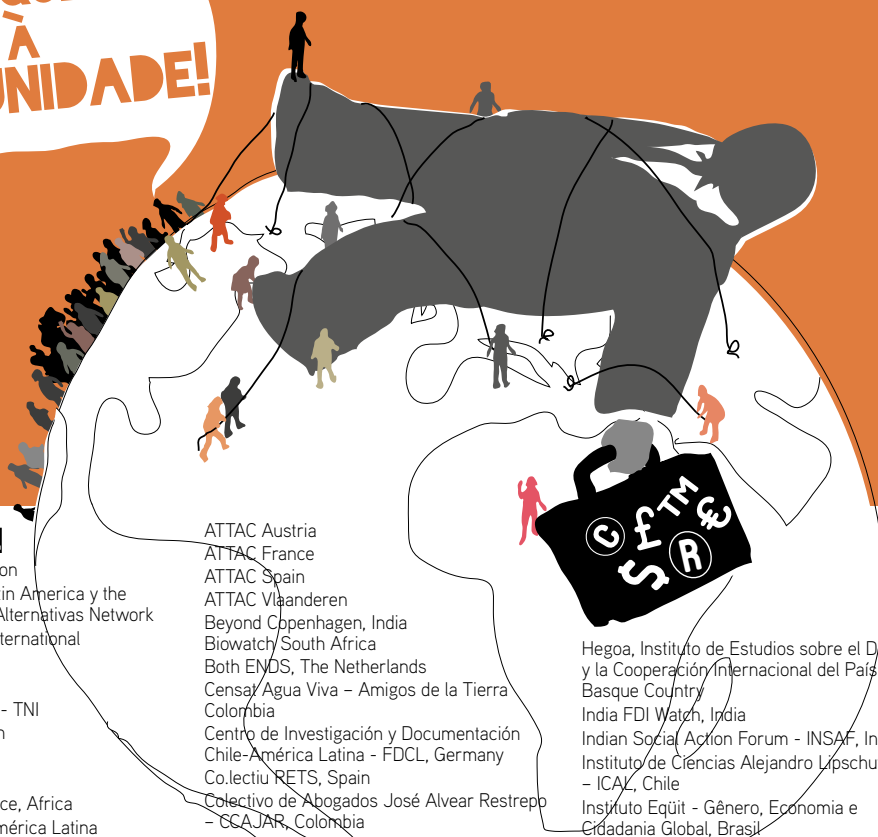 À
UNIDADE!
© £ TM € $ ®
on
tin America y the
Alternativas Network
ternational
- TNI
n
ce, Africa
mérica Latina
ATTAC Austria
ATTAC France
ATTAC Spain
ATTAC Vlaanderen
Beyond Copenhagen, India
Biowatch South Africa
Both ENDS, The Netherlands
Censat Agua Viva – Amigos de la Tierra
Colombia
Centro de Investigación y Documentación
Chile-América Latina - FDCL, Germany
Co.lectiu RETS, Spain
Colectivo de Abogados José Alvear Restrepo
– CCAJAR, Colombia
Hegoa, Instituto de Estudios sobre el D
y la Cooperación Internacional del País
Basque Country
India FDI Watch, India
Indian Social Action Forum - INSAF, In
Instituto de Ciencias Alejandro Lipschu
– ICAL, Chile
Instituto Eqüit - Gênero, Economia e
Cidadania Global, Brasil